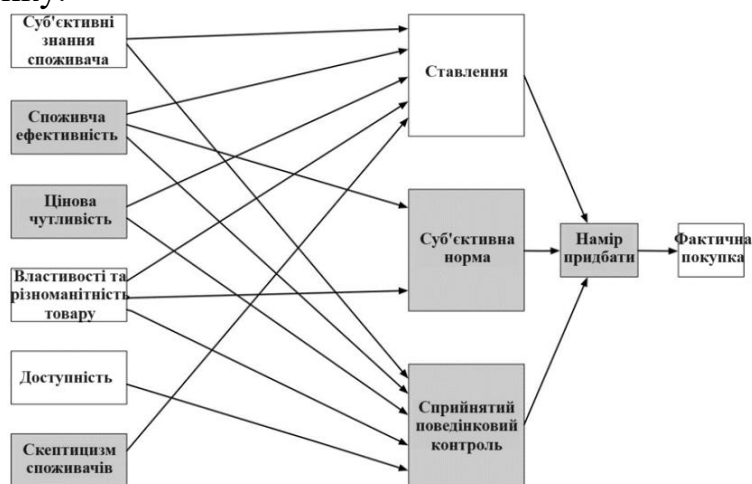 Суб'єктивні
знання
споживача
Споживча
ефективність
Цінова
чутливість
Властивості та
різноманітність
товару
Доступність
Скептицизм
споживачів
Ставлення
Суб'єктивна
норма
Сприйнятий
поведінковий
контроль
Намір
придбати
Фактична
покупка